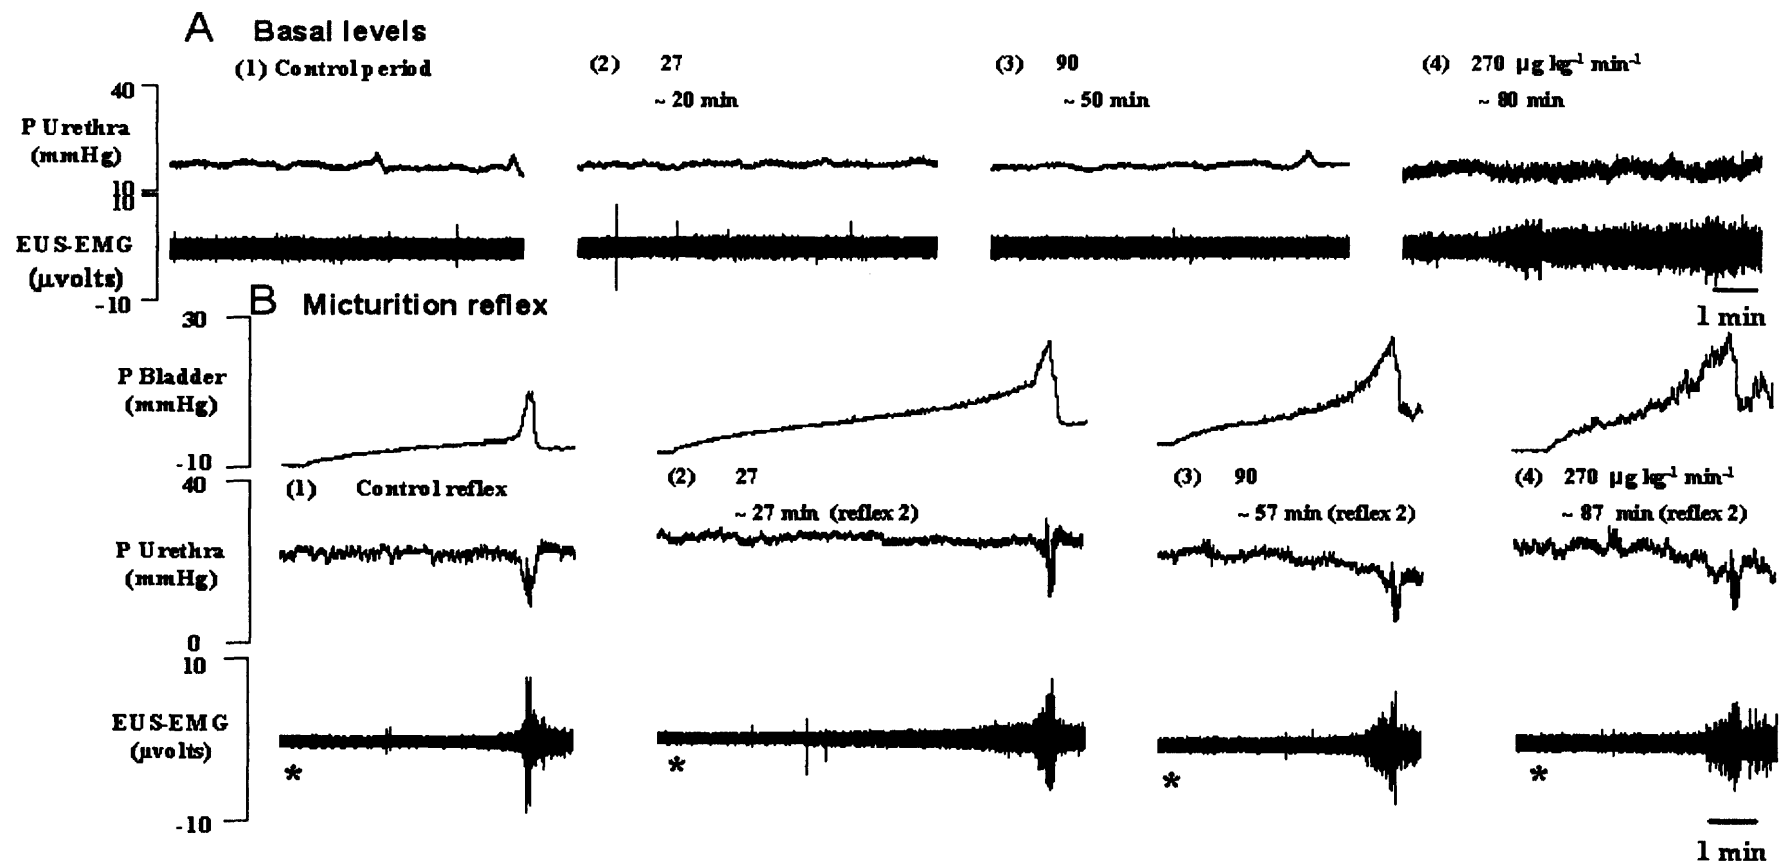 A Basal levels
(1) Control period
(2) 27
~ 20 min
(3) 90
~ 50 min
(4) 270 µg kg-1 min-1
~ 80 min
40
P Urethra
(mmHg)
10
10
EUS-EMG
(µvolts)
-10
1 min
B Micturition reflex
30
P Bladder
(mmHg)
-10
(1) Control reflex
(2) 27
~ 27 min (reflex 2)
(3) 90
~ 57 min (reflex 2)
(4) 270 µg kg-1 min-1
~ 87 min (reflex 2)
40
P Urethra
(mmHg)
0
10
EUS-EMG
(µvolts)
-10
*
*
*
*
1 min